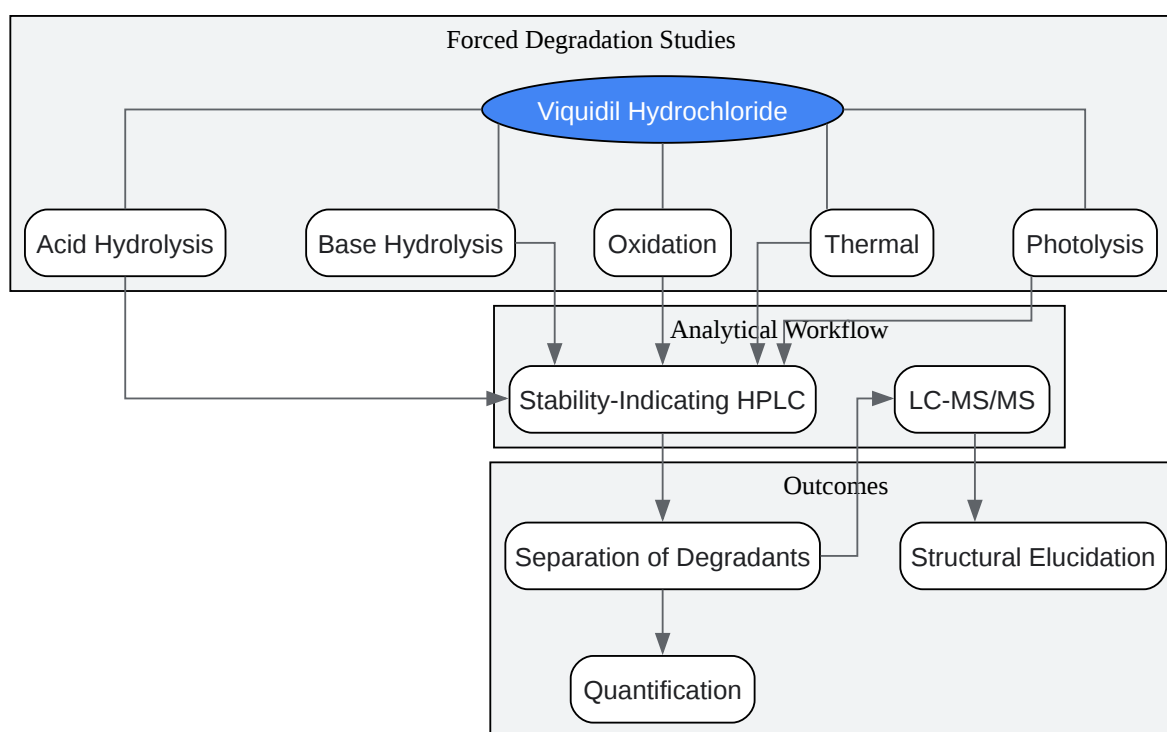 Forced Degradation Studies
Viquidil Hydrochloride
Acid Hydrolysis
Base Hydrolysis
Oxidation
Thermal
Photolysis
Analytical Workflow
Stability-Indicating HPLC
LC-MS/MS
Outcomes
Separation of Degradants
Structural Elucidation
Quantification